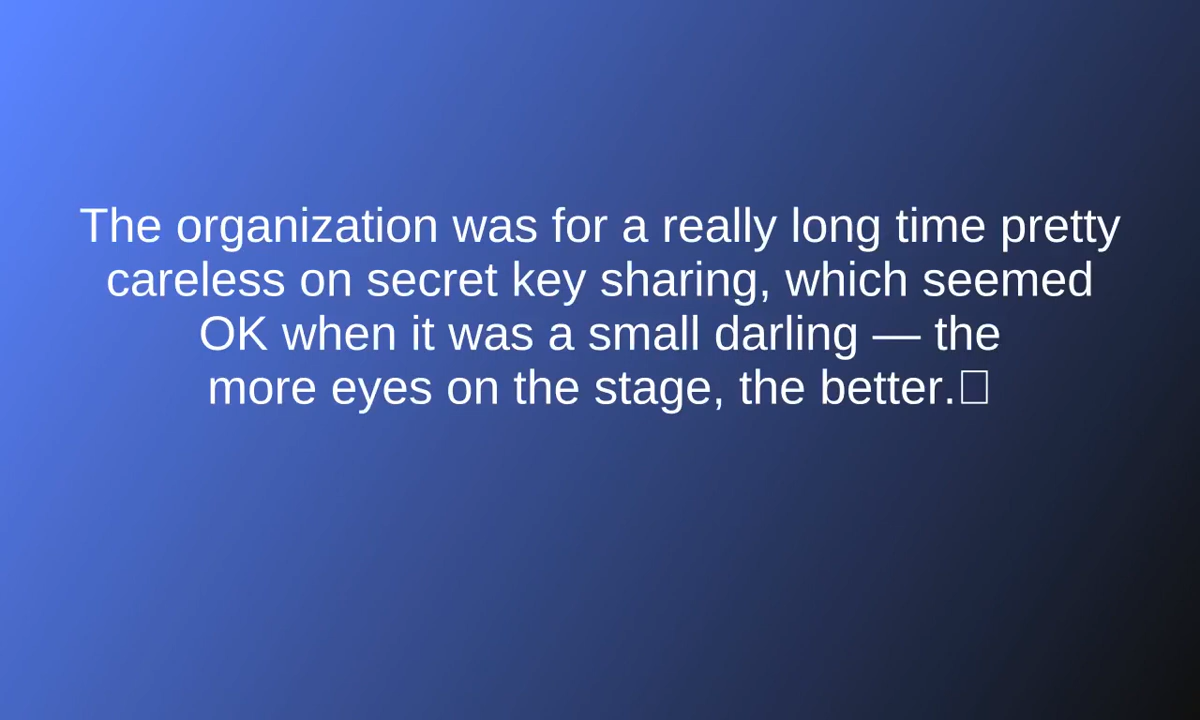 The organization was for a really long time pretty
careless on secret key sharing, which seemed
OK when it was a small darling — the
more eyes on the stage, the better.